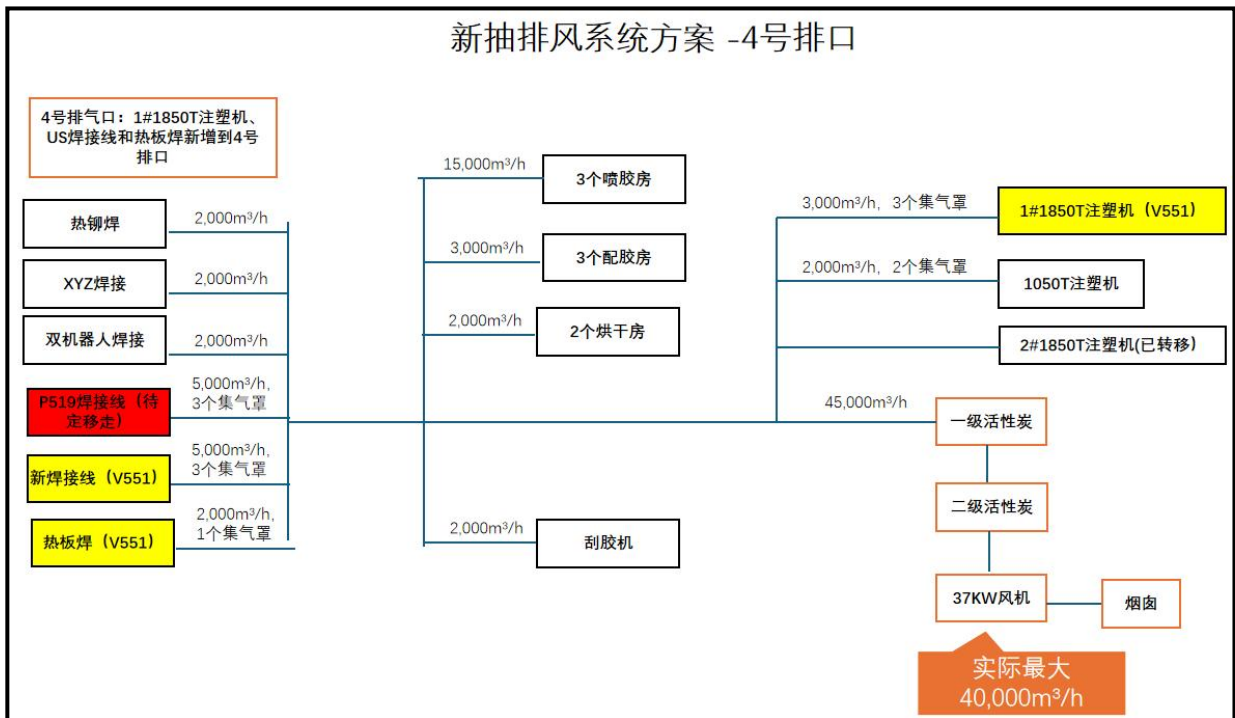 新抽排风系统方案 -4号排口
4号排气口：1#1850T注塑机、
US焊接线和热板焊新增到4号
排口
热铆焊
2,000m³/h
XYZ焊接
2,000m³/h
双机器人焊接
2,000m³/h
P519焊接线（待
定移走）
5,000m³/h,
3个集气罩
新焊接线（V551）
5,000m³/h,
3个集气罩
热板焊（V551）
2,000m³/h,
1个集气罩
15,000m³/h
3个喷胶房
3,000m³/h
3个配胶房
2,000m³/h
2个烘干房
2,000m³/h
刮胶机
3,000m³/h，3个集气罩
1#1850T注塑机（V551）
2,000m³/h，2个集气罩
1050T注塑机
2#1850T注塑机(已转移)
45,000m³/h
一级活性炭
二级活性炭
37KW风机
烟囱
实际最大
40,000m³/h